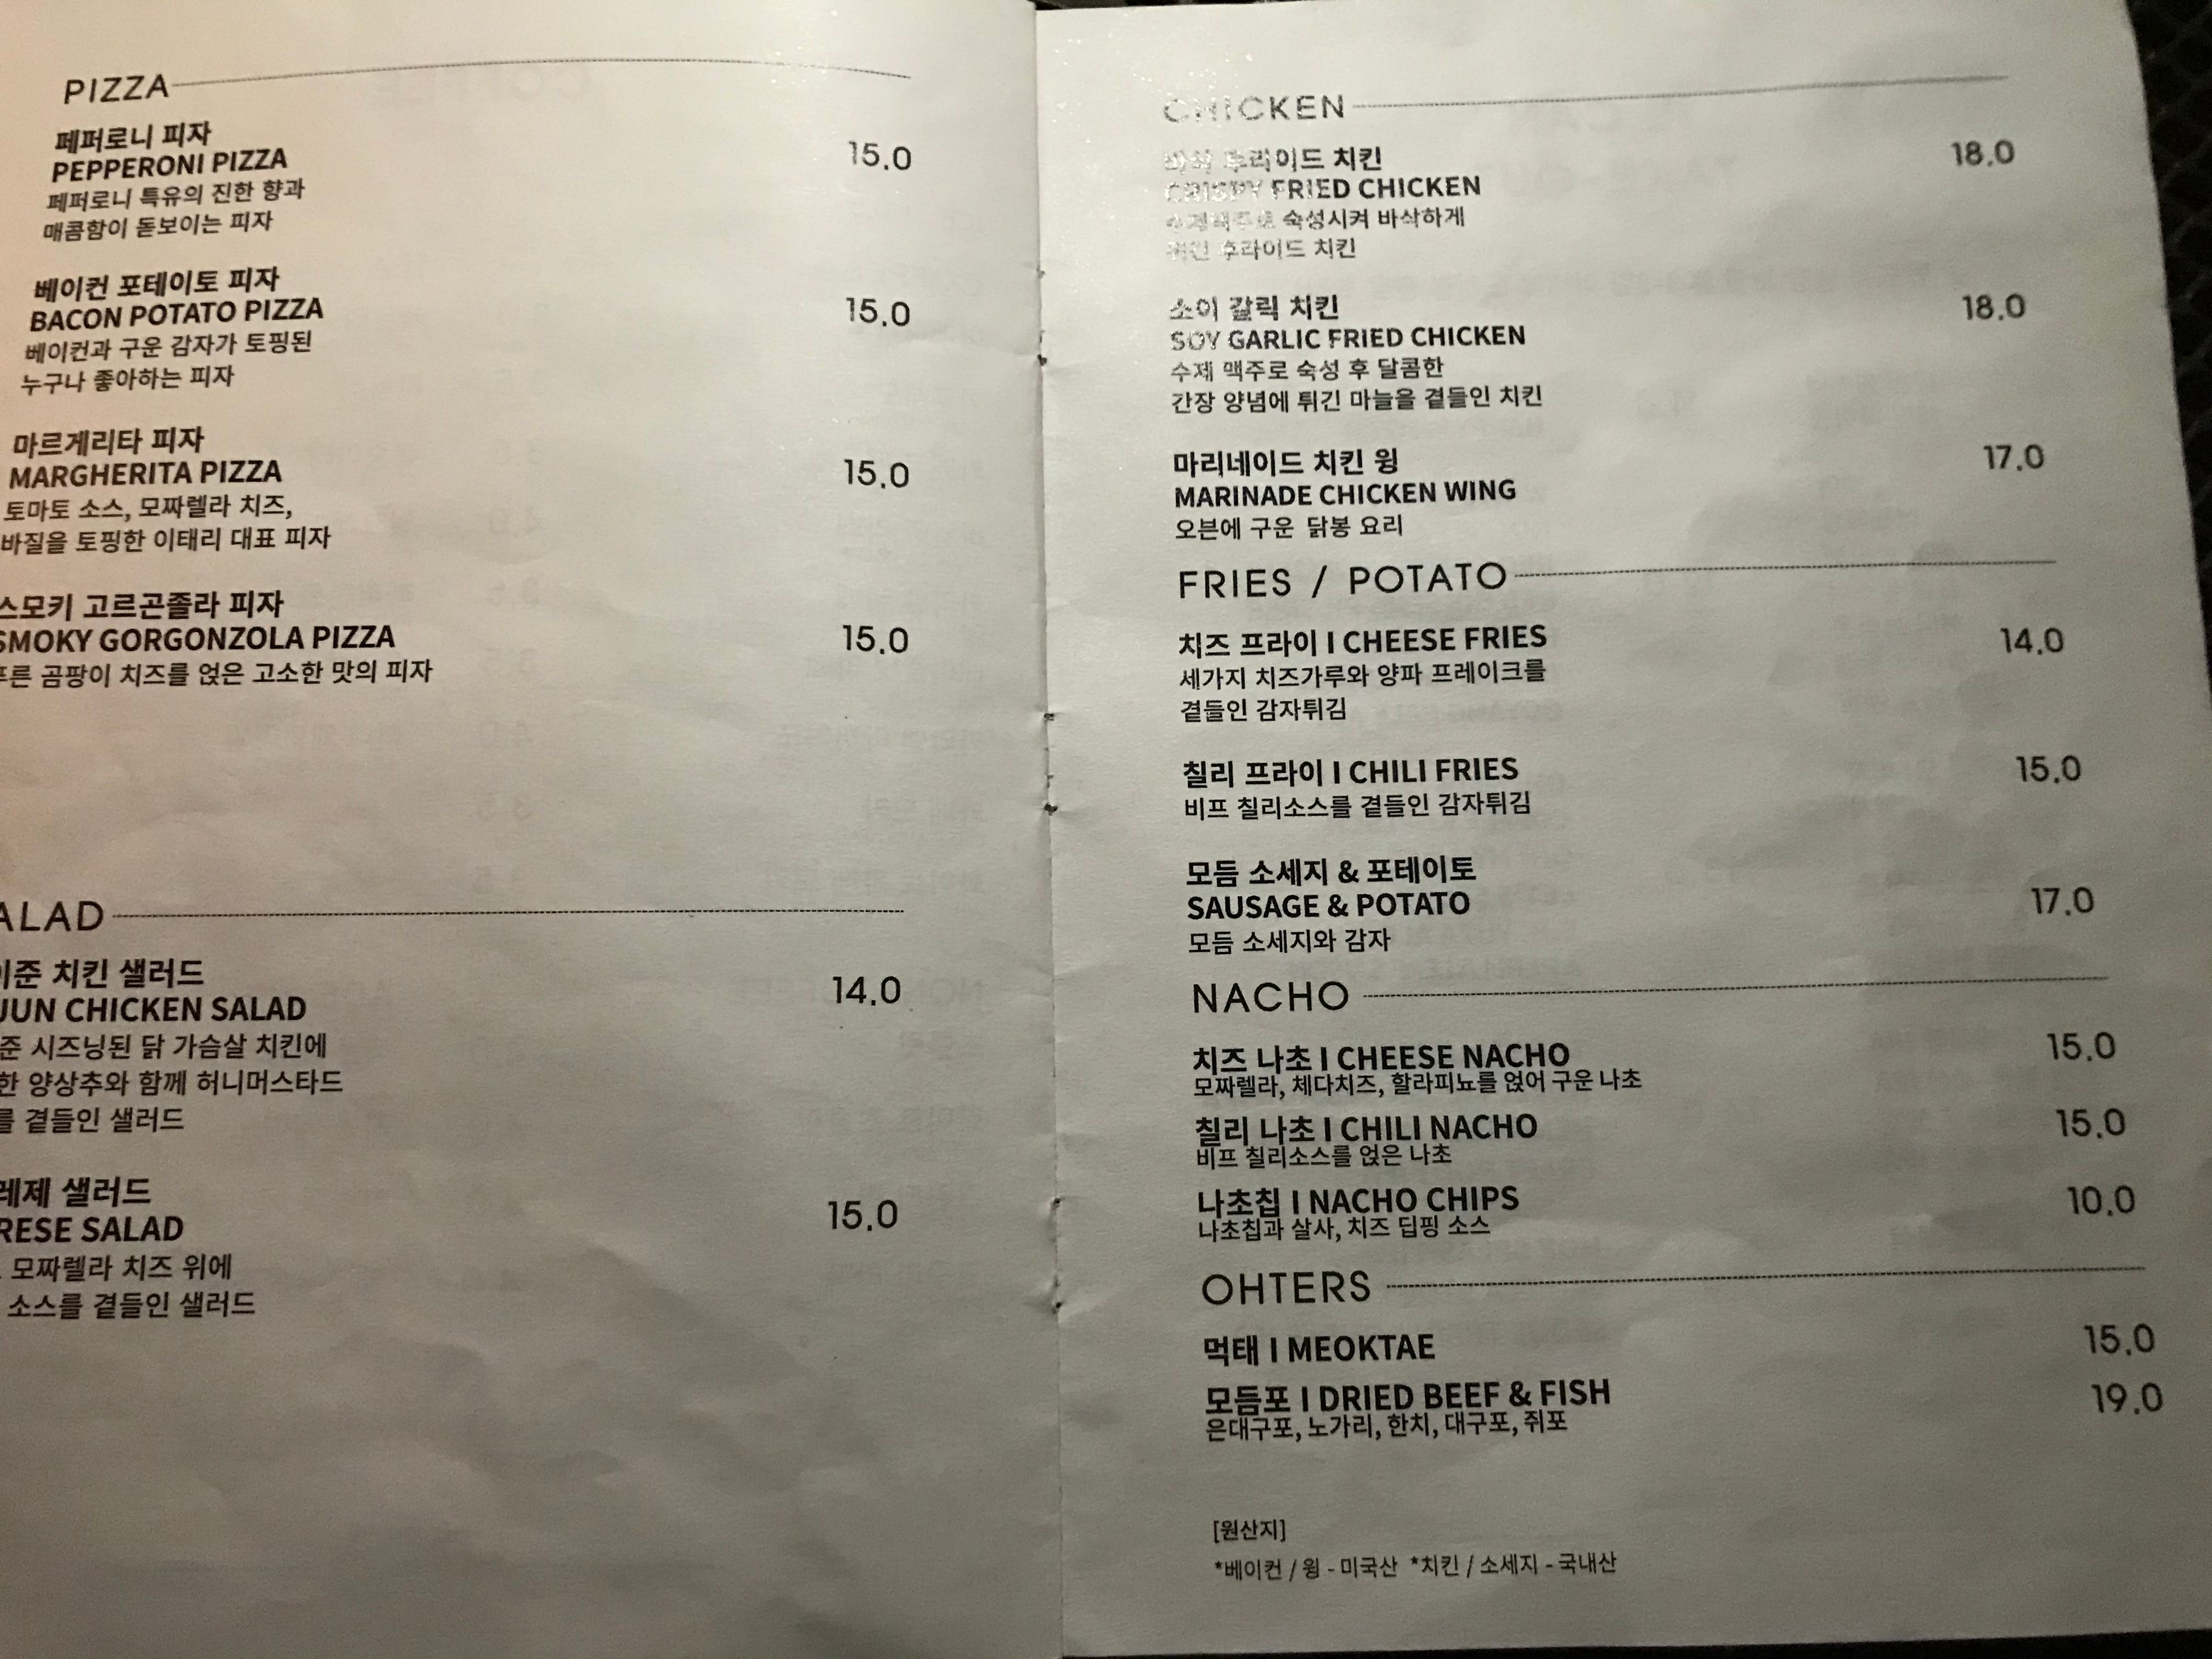 PIZZA
페퍼로니 피자
PEPPERONI PIZZA 15.0
페퍼로니 특유의 진한 향과
매콤함이 돋보이는 피자
베이컨 포테이토 피자
BACON POTATO PIZZA 15.0
베이컨과 구운 감자가 토핑된
누구나 좋아하는 피자
마르게리타 피자
MARGHERITA PIZZA 15.0
토마토 소스, 모짜렐라 치즈,
바질을 토핑한 이태리 대표 피자
스모키 고르곤졸라 피자
SMOKY GORGONZOLA PIZZA 15.0
푸른 곰팡이 치즈를 얹은 고소한 맛의 피자
ALAD
이준 치킨 샐러드
JUN CHICKEN SALAD 14.0
준 시즈닝된 닭 가슴살 치킨에
한 양상추와 함께 허니머스타드
를 곁들인 샐러드
레제 샐러드
RESE SALAD 15.0
모짜렐라 치즈 위에
소스를 곁들인 샐러드
CHICKEN
바삭 후라이드 치킨 18.0
CRISPY FRIED CHICKEN
수제맥주로 숙성시켜 바삭하게
튀긴 후라이드 치킨
소이 갈릭 치킨 18.0
SOY GARLIC FRIED CHICKEN
수제 맥주로 숙성 후 달콤한
간장 양념에 튀긴 마늘을 곁들인 치킨
마리네이드 치킨 윙 17.0
MARINADE CHICKEN WING
오븐에 구운 닭봉 요리
FRIES / POTATO
치즈 프라이 I CHEESE FRIES 14.0
세가지 치즈가루와 양파 프레이크를
곁들인 감자튀김
칠리 프라이 I CHILI FRIES 15.0
비프 칠리소스를 곁들인 감자튀김
모듬 소세지 & 포테이토
SAUSAGE & POTATO 17.0
모듬 소세지와 감자
NACHO
치즈 나초 I CHEESE NACHO 15.0
모짜렐라, 체다치즈, 할라피뇨를 얹어 구운 나초
칠리 나초 I CHILI NACHO 15.0
비프 칠리소스를 얹은 나초
나초칩 I NACHO CHIPS 10.0
나초칩과 살사, 치즈 딥핑 소스
OHTERS
먹태 I MEOKTAE 15.0
모듬포 I DRIED BEEF & FISH 19.0
은대구포, 노가리, 한치, 대구포, 쥐포
[원산지]
*베이컨 / 윙 - 미국산 *치킨 / 소세지 - 국내산